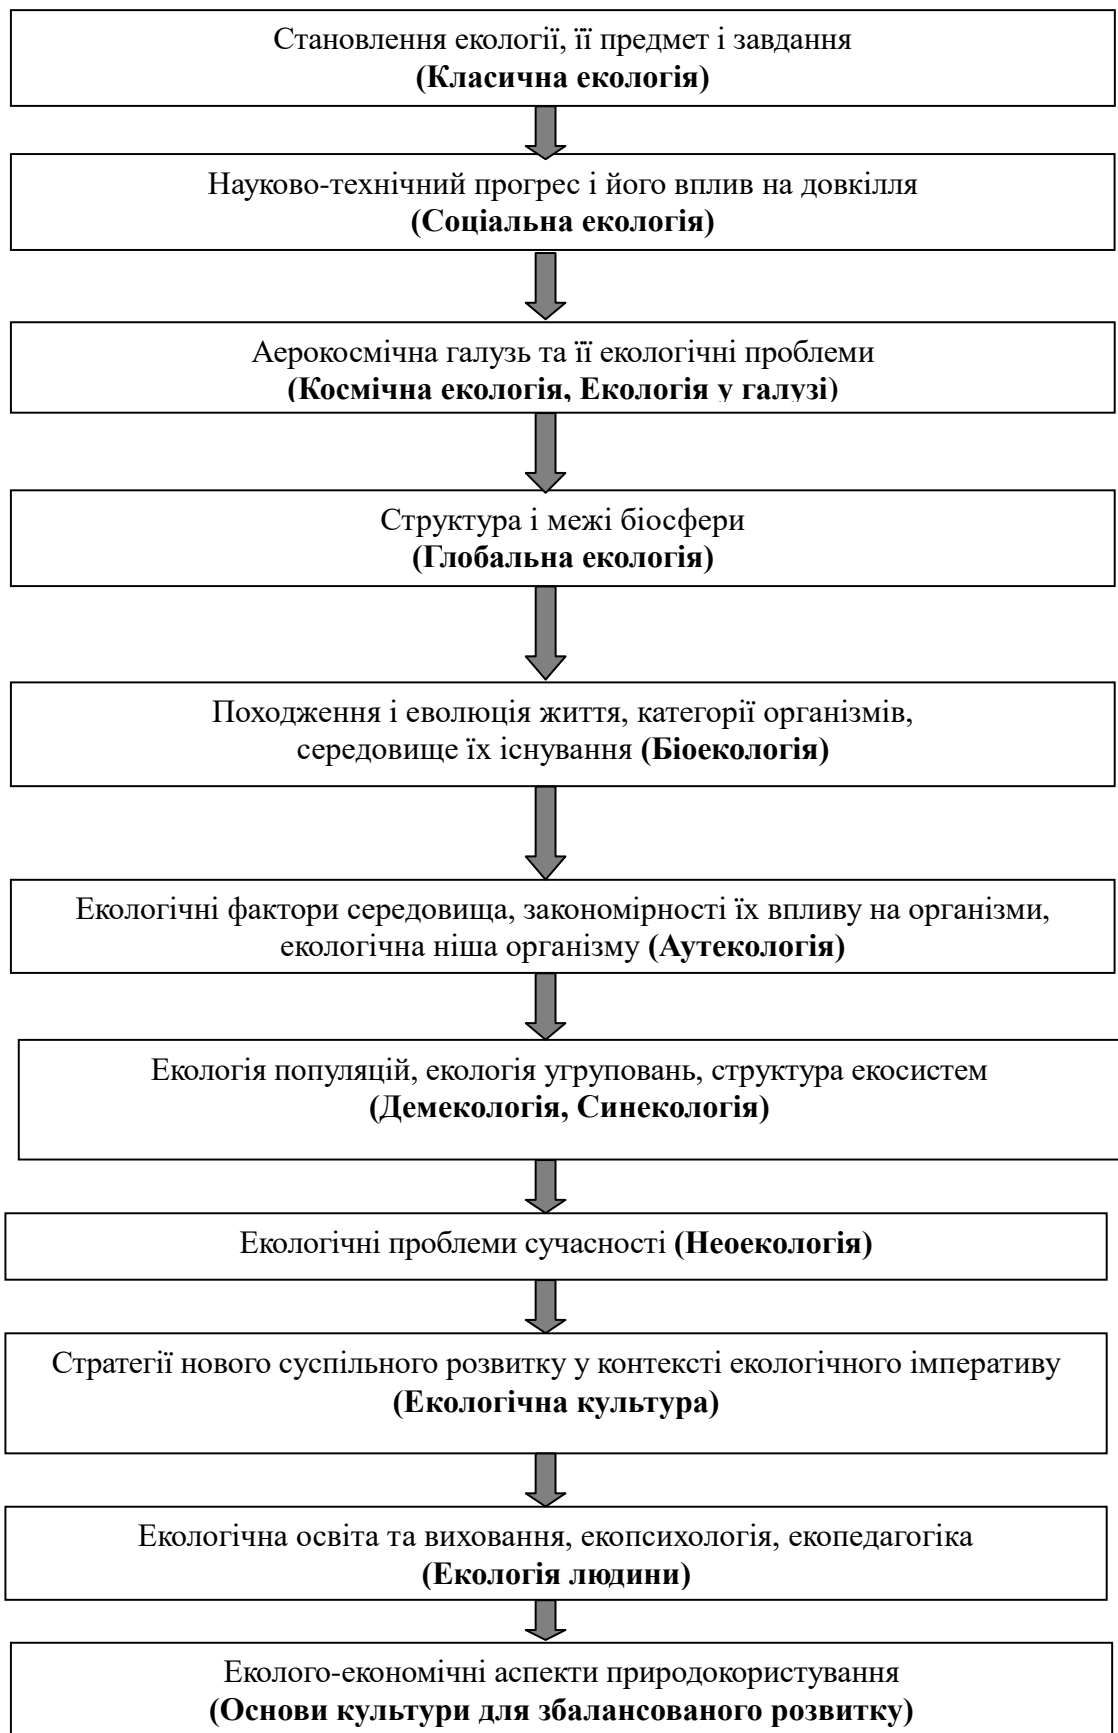 Становлення екології, її предмет і завдання
(Класична екологія)
Науково-технічний прогрес і його вплив на довкілля
(Соціальна екологія)
Аерокосмічна галузь та її екологічні проблеми
(Космічна екологія, Екологія у галузі)
Структура і межі біосфери
(Глобальна екологія)
Походження і еволюція життя, категорії організмів,
середовище їх існування (Біоекологія)
Екологічні фактори середовища, закономірності їх впливу на організми,
екологічна ніша організму (Аутекологія)
Екологія популяцій, екологія угруповань, структура екосистем
(Демекологія, Синекологія)
Екологічні проблеми сучасності (Неоекологія)
Стратегії нового суспільного розвитку у контексті екологічного імперативу
(Екологічна культура)
Екологічна освіта та виховання, екопсихологія, екопедагогіка
(Екологія людини)
Еколого-економічні аспекти природокористування
(Основи культури для збалансованого розвитку)